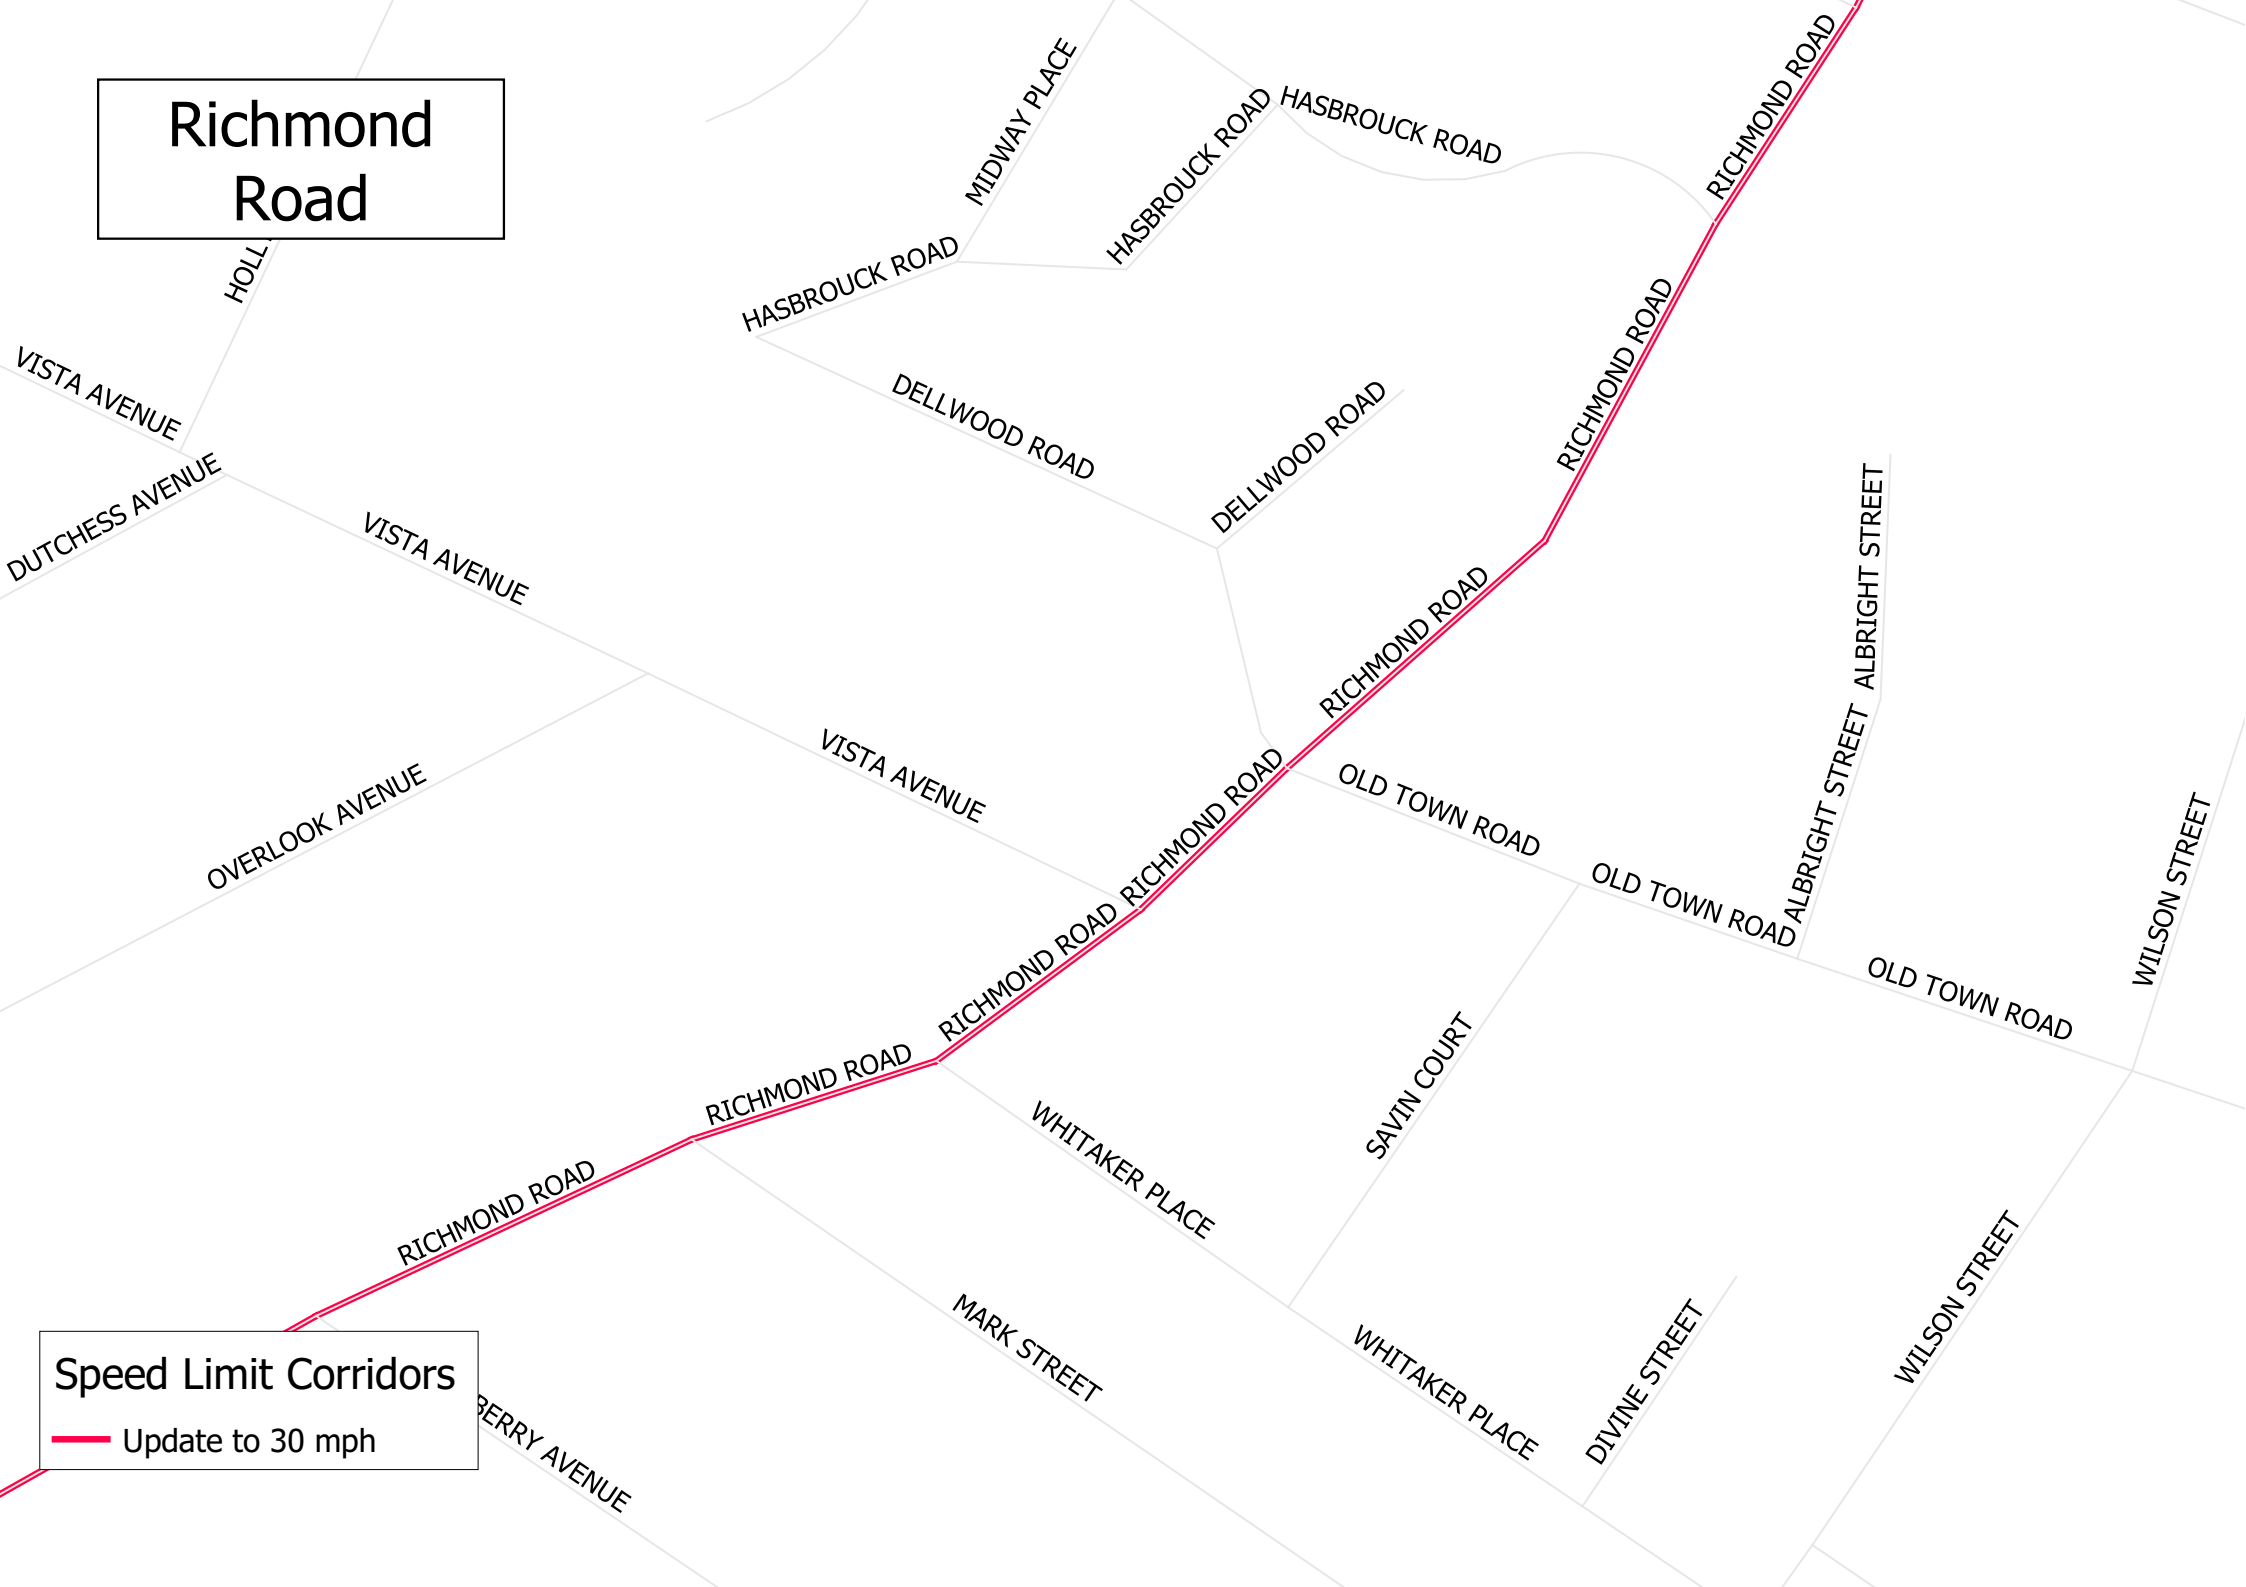 Richmond
Road
MIDWAY PLACE
HASBROUCK ROAD
HASBROUCK ROAD
RICHMOND ROAD
HOLL
HASBROUCK ROAD
RICHMOND ROAD
VISTA AVENUE
DUTCHESS AVENUE
DELLWOOD ROAD
DELLWOOD ROAD
ALBRIGHT STREET
VISTA AVENUE
RICHMOND ROAD
VISTA AVENUE
RICHMOND ROAD
OLD TOWN ROAD
ALBRIGHT STREET
OVERLOOK AVENUE
OLD TOWN ROAD
WILSON STREET
RICHMOND ROAD
OLD TOWN ROAD
RICHMOND ROAD
SAVIN COURT
WHITAKER PLACE
RICHMOND ROAD
WILSON STREET
MARK STREET
WHITAKER PLACE
DIVINE STREET
Speed Limit Corridors
Update to 30 mph
BERRY AVENUE